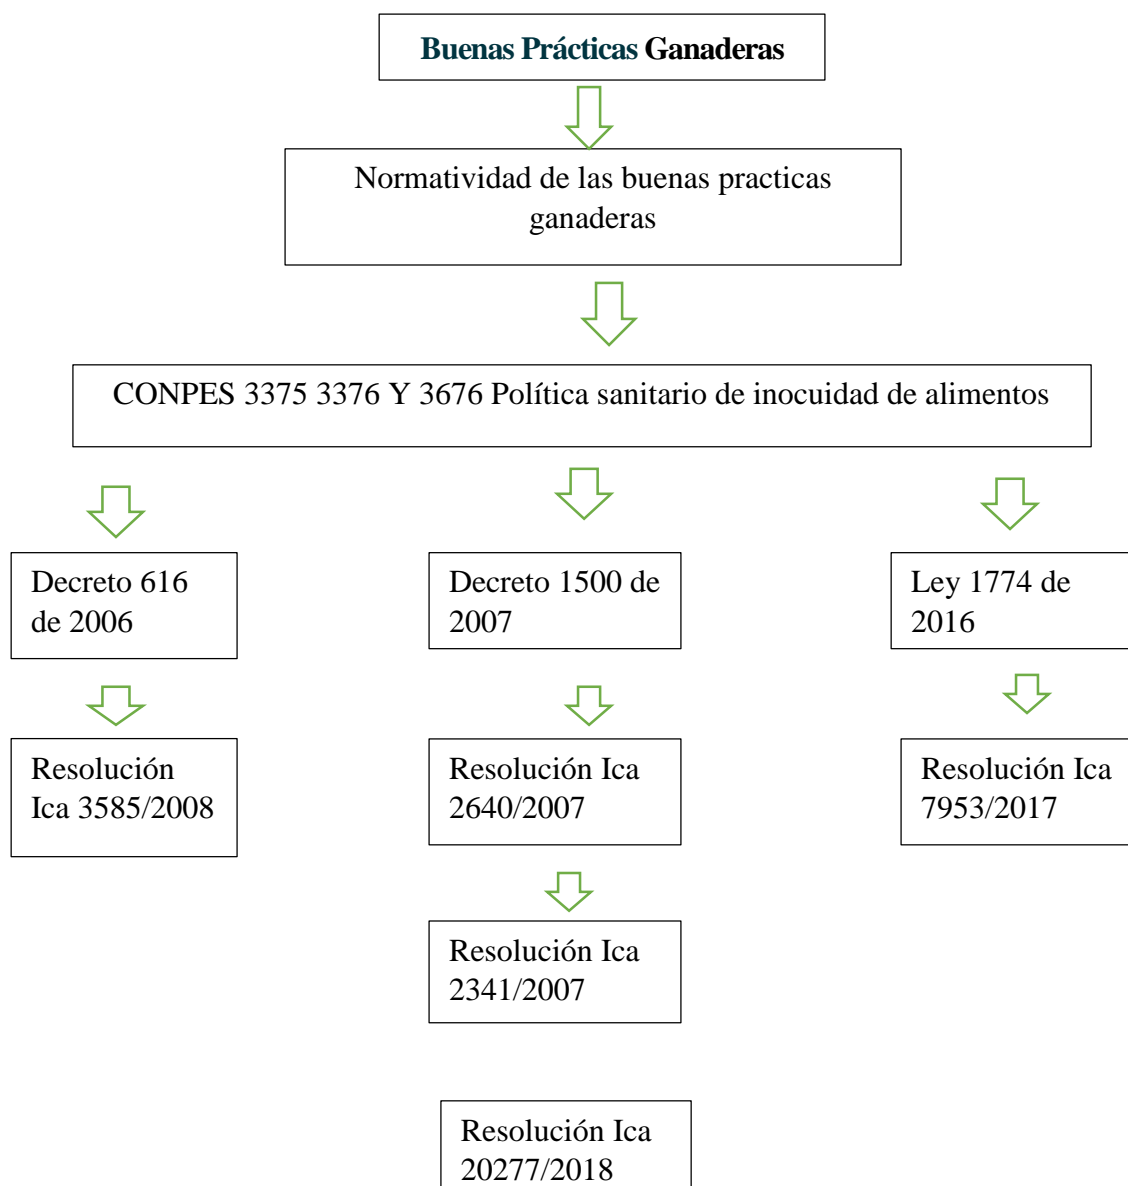 Buenas Prácticas Ganaderas
Normatividad de las buenas practicas
ganaderas
CONPES 3375 3376 Y 3676 Política sanitario de inocuidad de alimentos
Decreto 616
de 2006
Decreto 1500 de
2007
Ley 1774 de
2016
Resolución
Ica 3585/2008
Resolución Ica
2640/2007
Resolución Ica
7953/2017
Resolución Ica
2341/2007
Resolución Ica
20277/2018